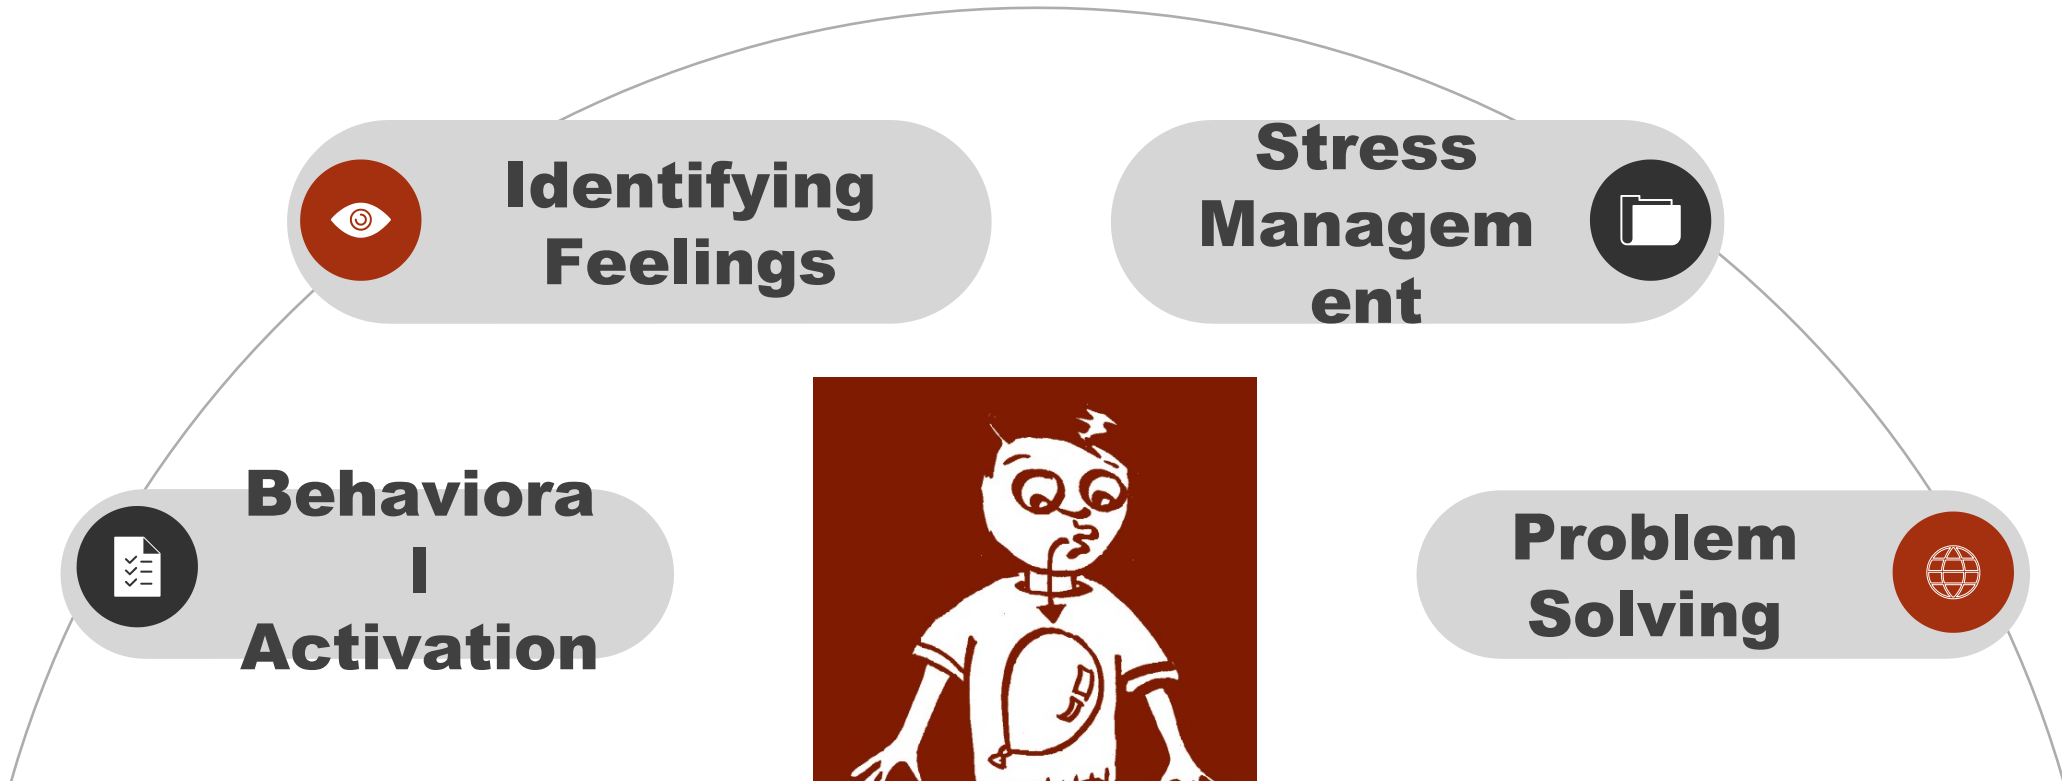 Identifying
Feelings
Stress
Managem
ent
Behaviora
l
Activation
Problem
Solving